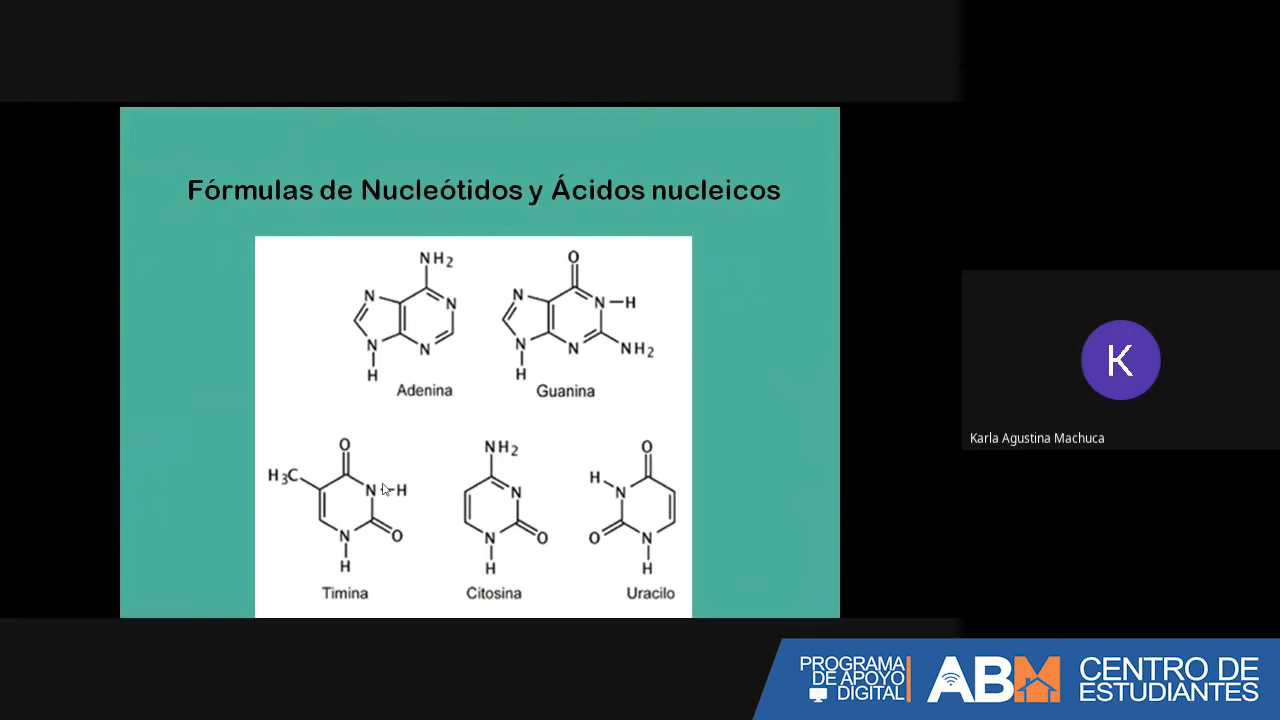 Fórmulas de Nucleótidos y Ácidos nucleicos
NH2
N
N
N
N
H
Adenina
O
N
N-H
N
N
NH2
H
Guanina
O
H3C
N-H
N
O
H
Timina
NH2
N
N
O
H
Citosina
O
H
N
O
N
H
Uracilo
K
Karla Agustina Machuca
PROGRAMA
DE APOYO
DIGITAL
ABM
CENTRO DE
ESTUDIANTES